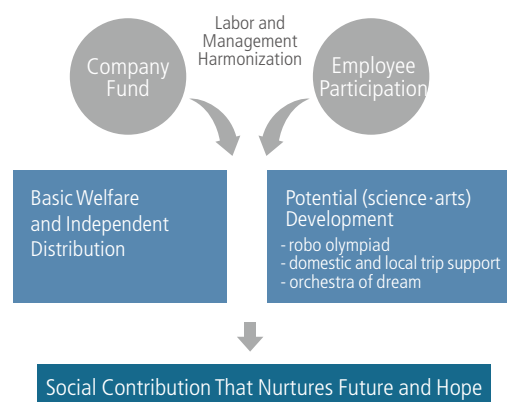 Labor and
Management
Harmonization
Company
Fund
Employee
Participation
Basic Welfare
and Independent
Distribution
Potential (science·arts)
Development
- robo olympiad
- domestic and local trip support
- orchestra of dream
Social Contribution That Nurtures Future and Hope